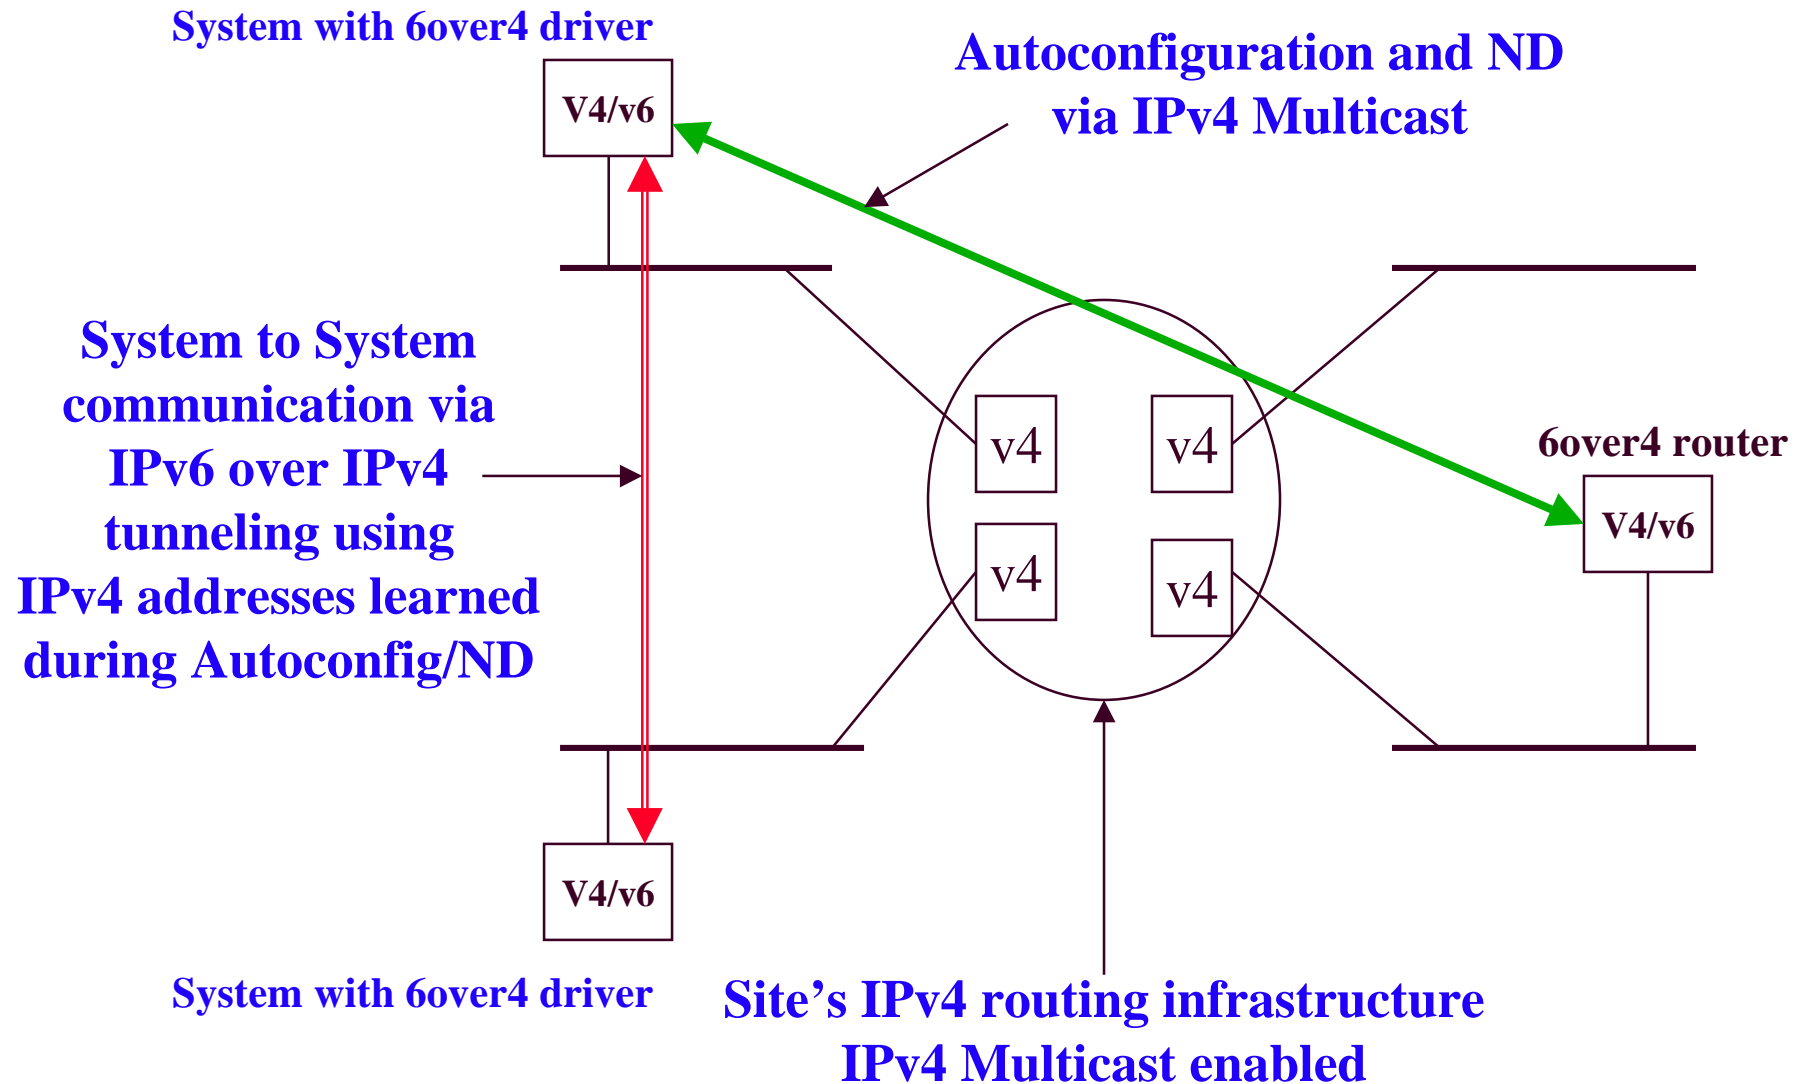 System with 6over4 driver
V4/v6
Autoconfiguration and ND
via IPv4 Multicast
System to System
communication via
IPv6 over IPv4
tunneling using
IPv4 addresses learned
during Autoconfig/ND
v4
v4
v4
v4
6over4 router
V4/v6
V4/v6
System with 6over4 driver
Site’s IPv4 routing infrastructure
IPv4 Multicast enabled